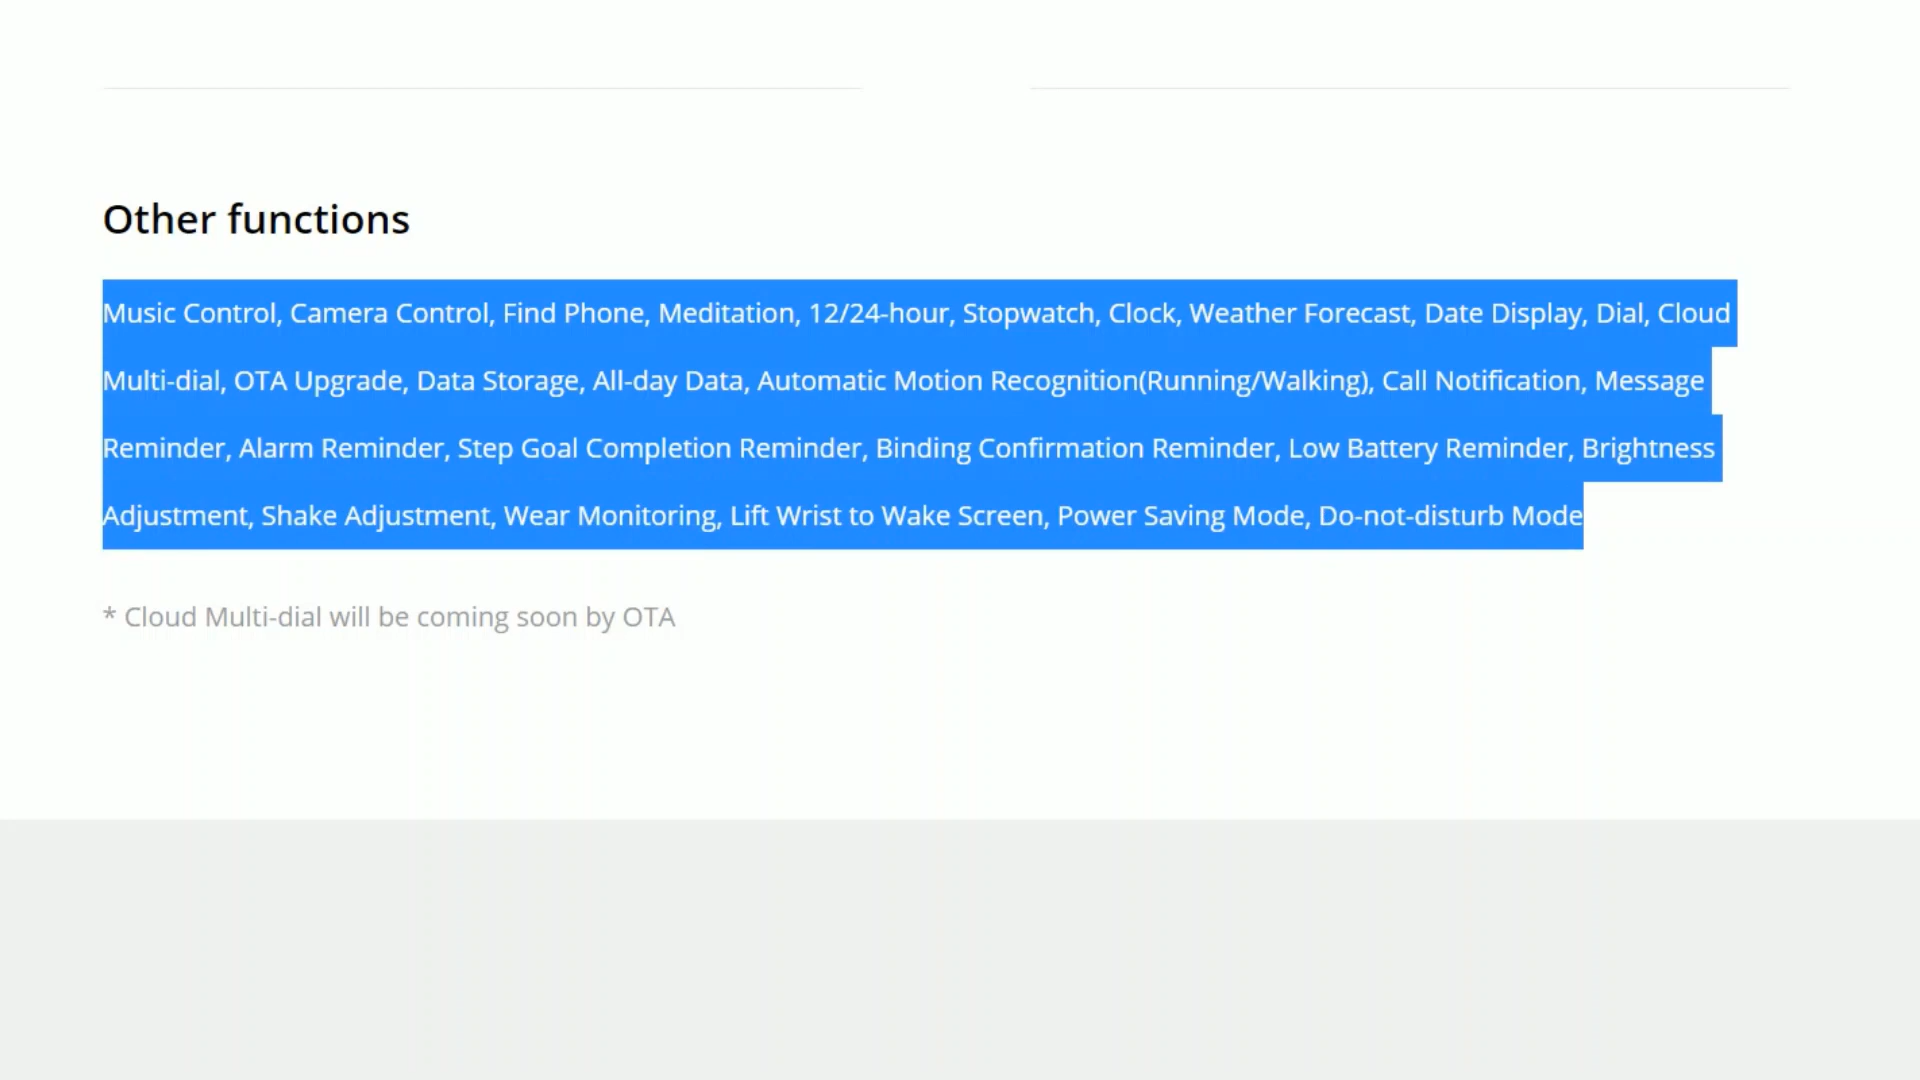 Other functions
Music Control, Camera Control, Find Phone, Meditation, 12/24-hour, Stopwatch, Clock, Weather Forecast, Date Display, Dial, Cloud
Multi-dial, OTA Upgrade, Data Storage, All-day Data, Automatic Motion Recognition(Running/Walking), Call Notification, Message
Reminder, Alarm Reminder, Step Goal Completion Reminder, Binding Confirmation Reminder, Low Battery Reminder, Brightness
Adjustment, Shake Adjustment, Wear Monitoring, Lift Wrist to Wake Screen, Power Saving Mode, Do-not-disturb Mode
* Cloud Multi-dial will be coming soon by OTA